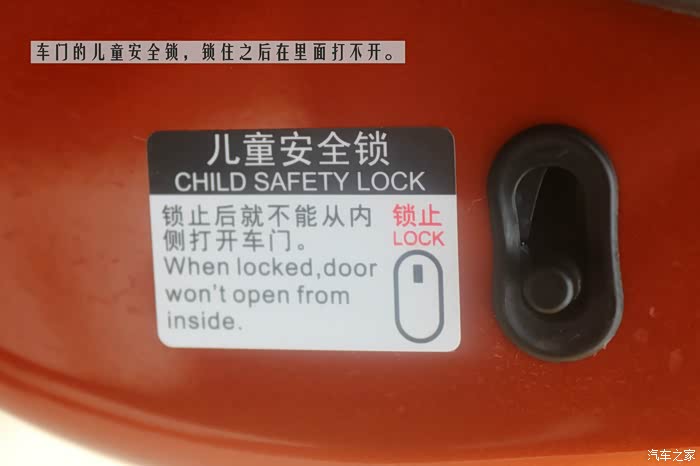 车门的儿童安全锁，锁住之后在里面打不开。
儿童安全锁
CHILD SAFETY LOCK
锁止后就不能从内
侧打开车门。
When locked,door
won't open from
inside.
锁止
LOCK
汽车之家